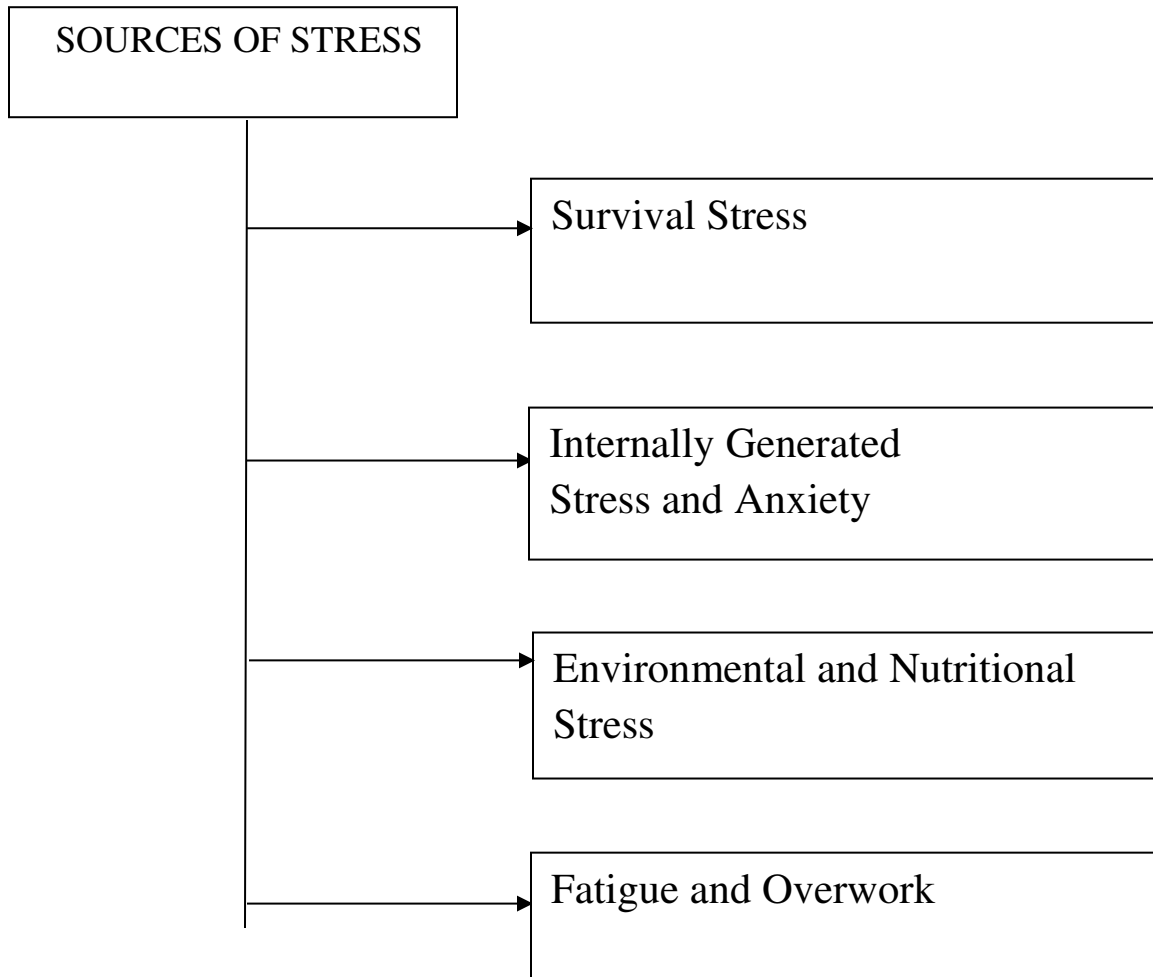 SOURCES OF STRESS
Survival Stress
Internally Generated
Stress and Anxiety
Environmental and Nutritional
Stress
Fatigue and Overwork